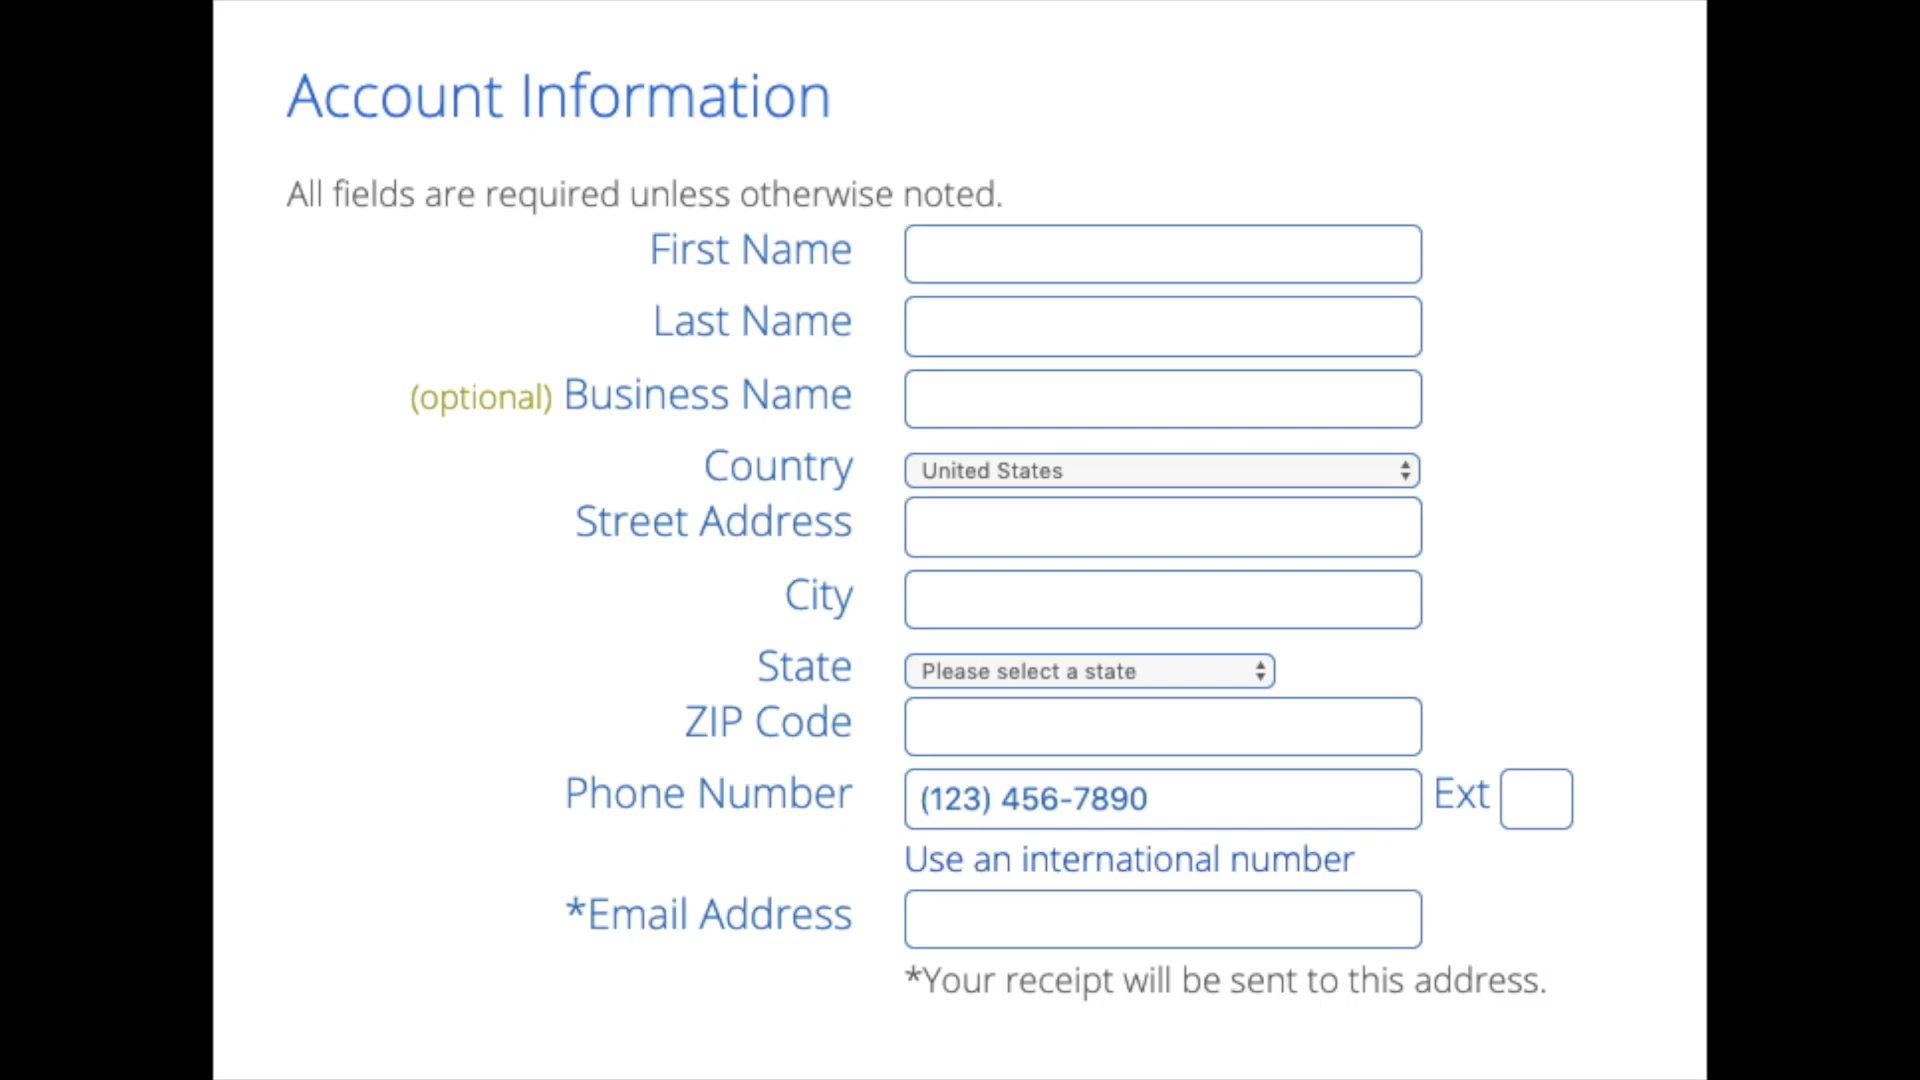 Account Information
All fields are required unless otherwise noted.
First Name
Last Name
(optional) Business Name
Country United States
Street Address
City
State Please select a state
ZIP Code
Phone Number (123) 456-7890 Ext
Use an international number
*Email Address
*Your receipt will be sent to this address.